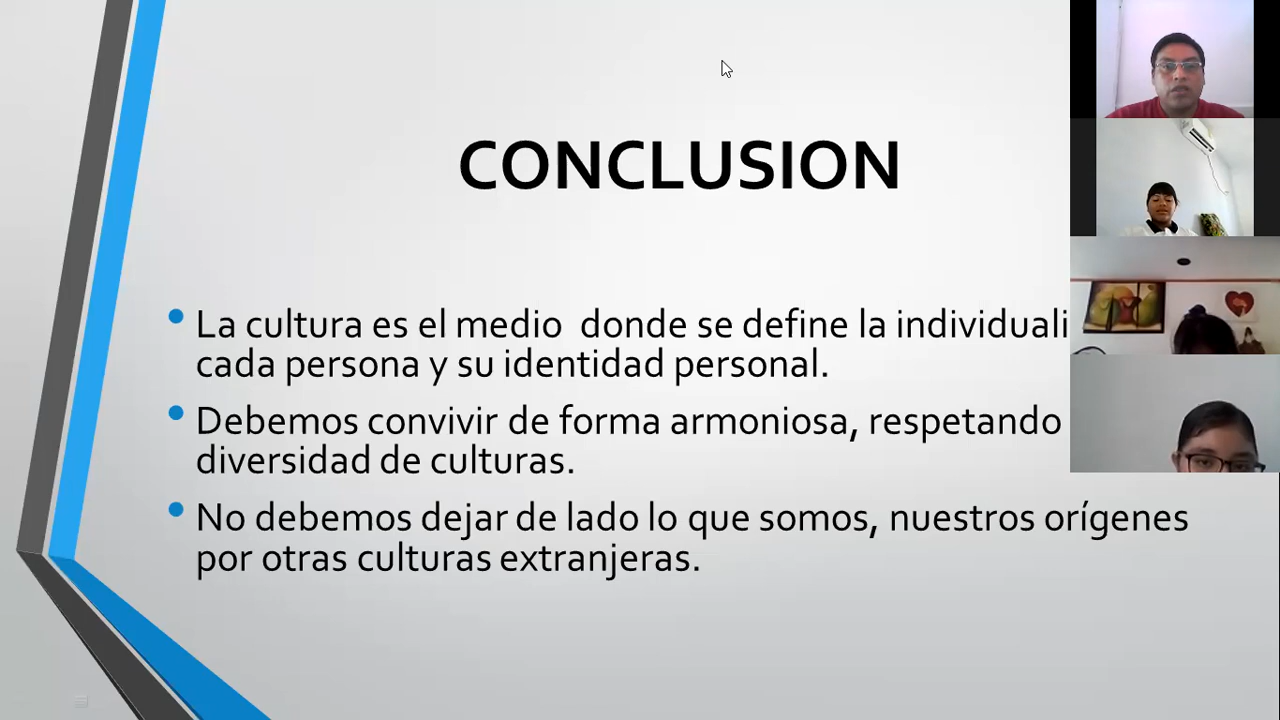 CONCLUSION
La cultura es el medio donde se define la individuali
cada persona y su identidad personal.
Debemos convivir de forma armoniosa, respetando
diversidad de culturas.
No debemos dejar de lado lo que somos, nuestros orígenes
por otras culturas extranjeras.